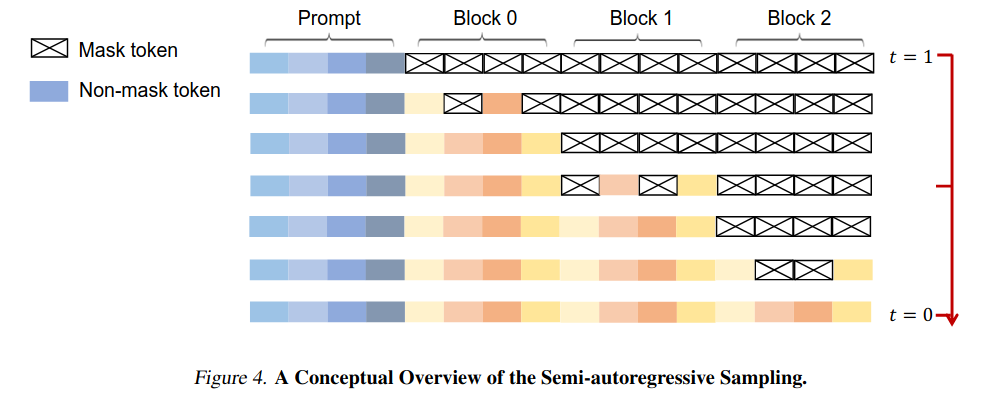 Prompt Block 0 Block 1 Block 2
Mask token
Non-mask token
t = 1
t = 0
Figure 4. A Conceptual Overview of the Semi-autoregressive Sampling.